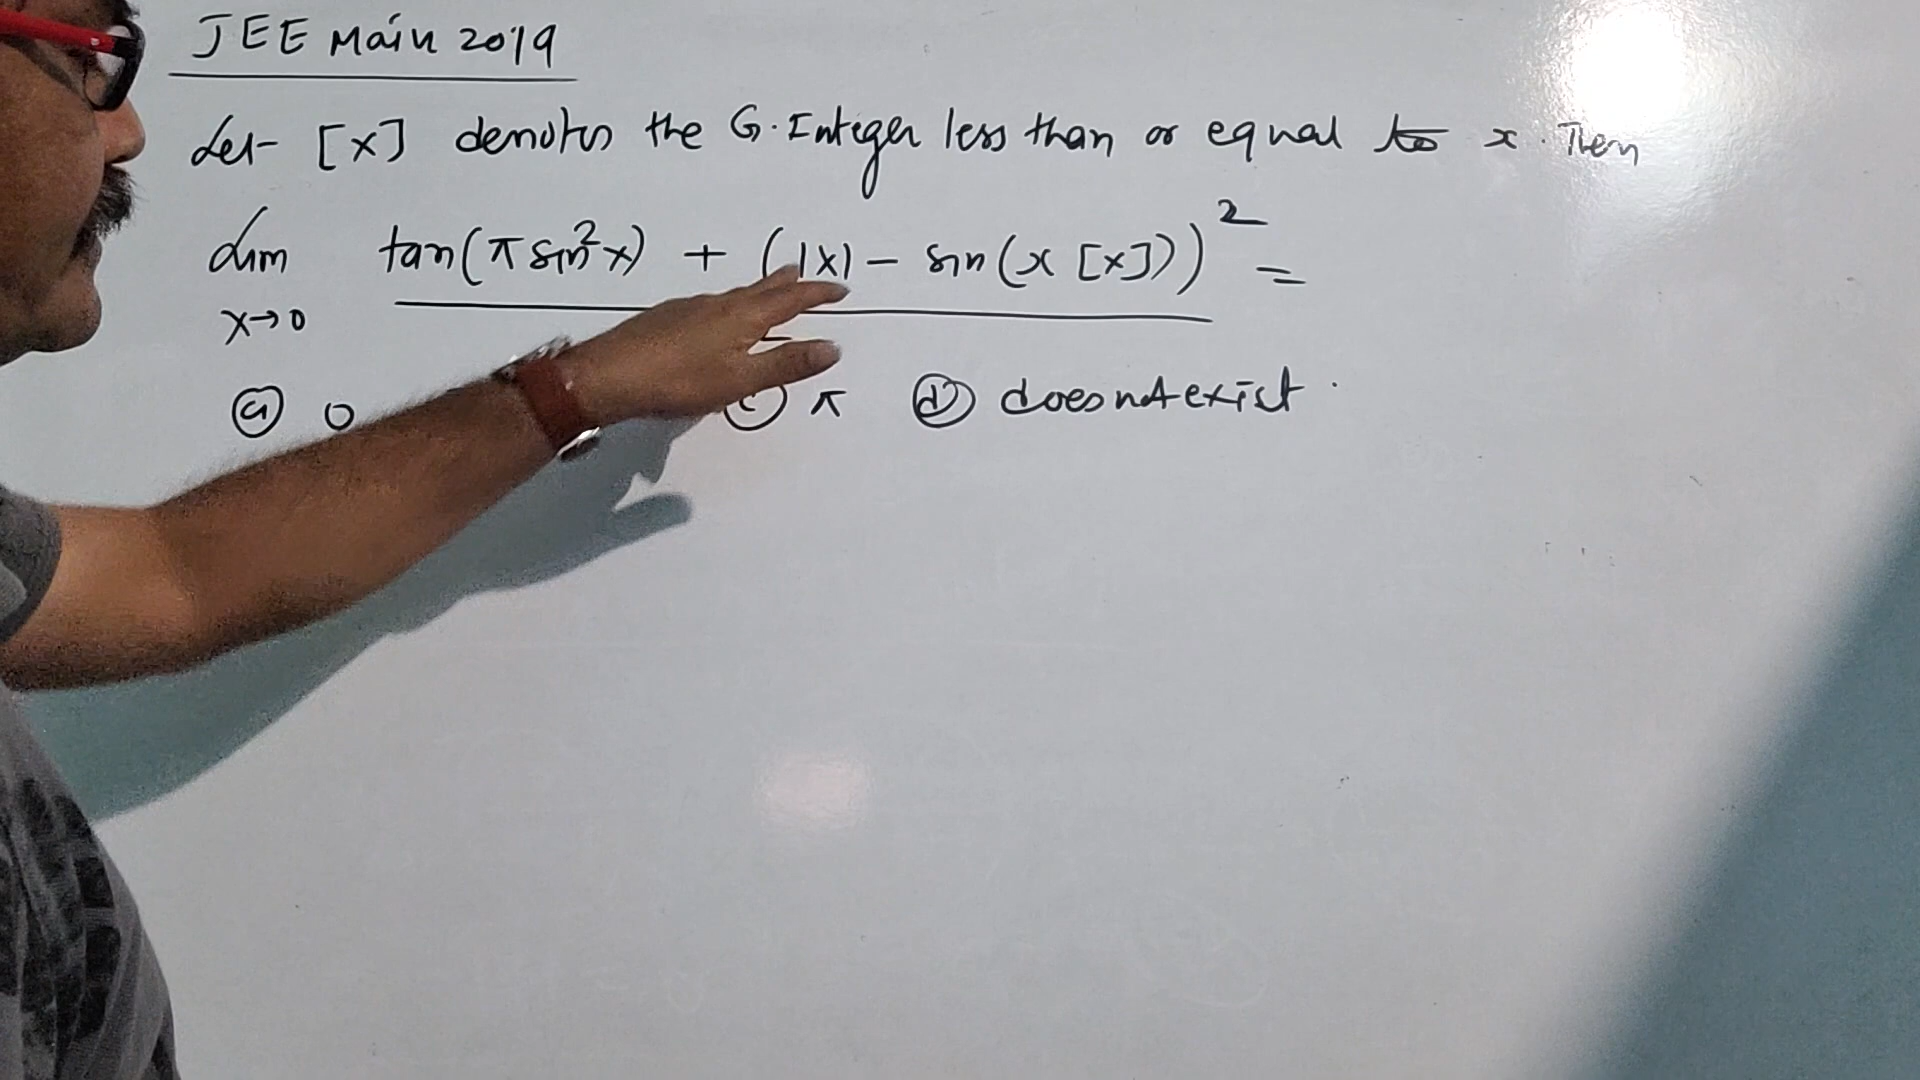 JEE Main 2019
Let [x] denotes the G. Integer less than or equal to x. Then
lim tan(π sin²x) + (|x| - sin(x [x]))² =
x→0
(a) 0 (c) π (d) does not exist.